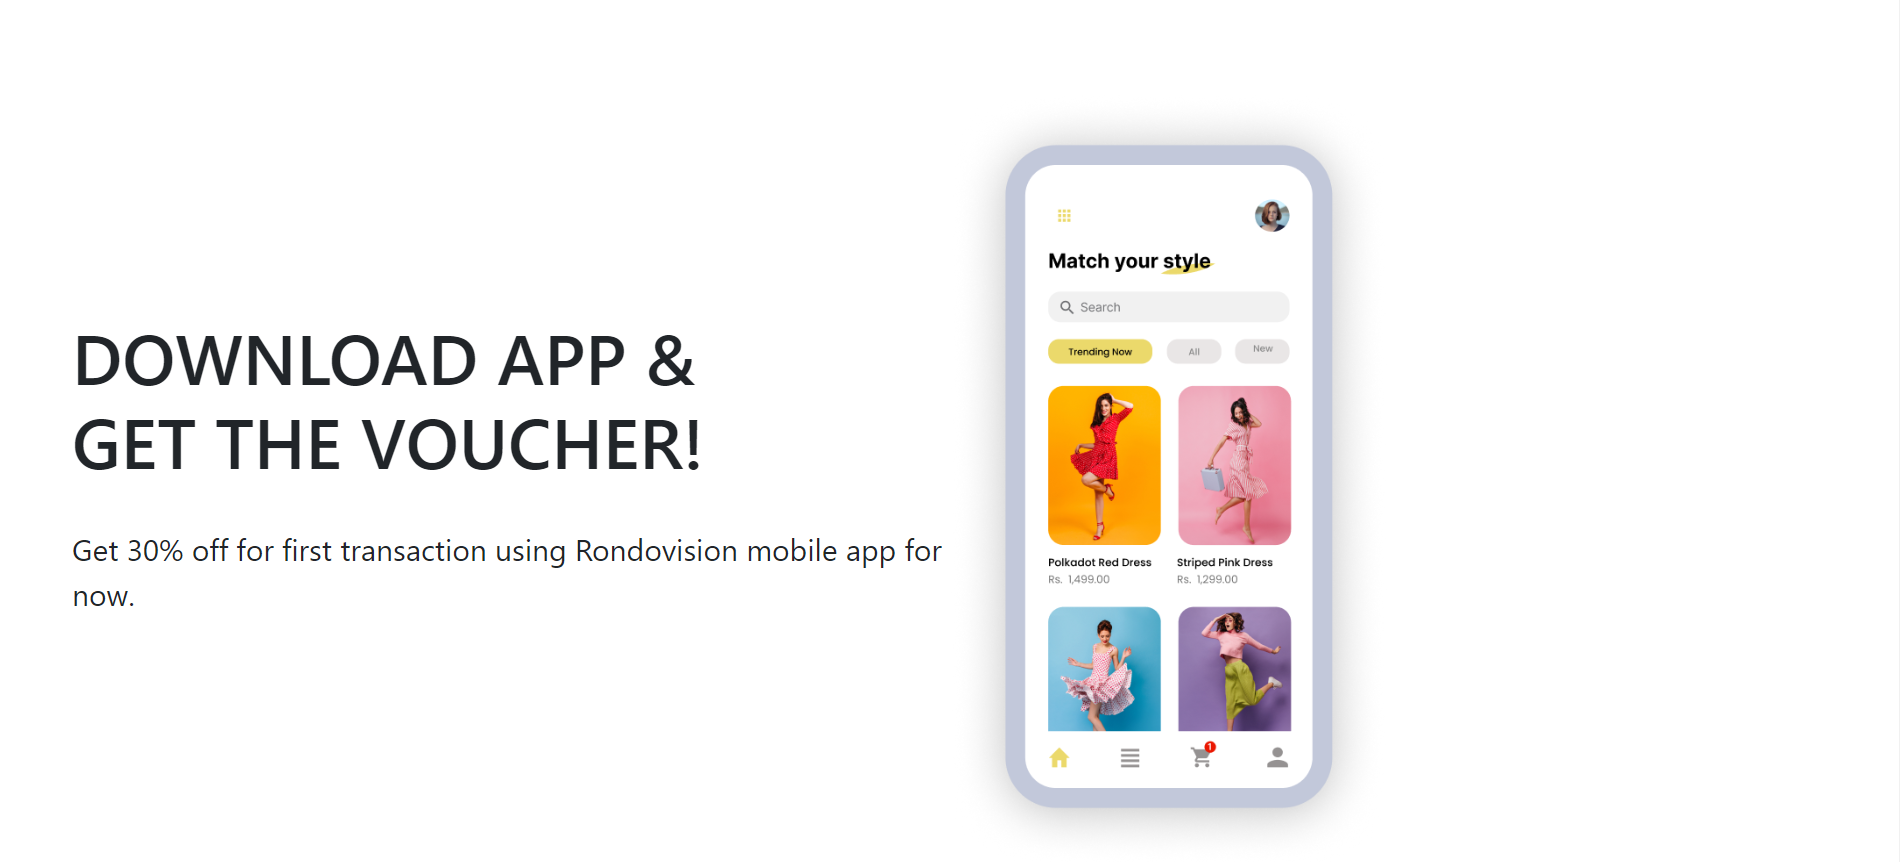 DOWNLOAD APP &
GET THE VOUCHER!
Get 30% off for first transaction using Rondovision mobile app for
now.
Match your style
Search
Trending Now
All
New
Polkadot Red Dress
Rs. 1,499.00
Striped Pink Dress
Rs. 1,299.00
1